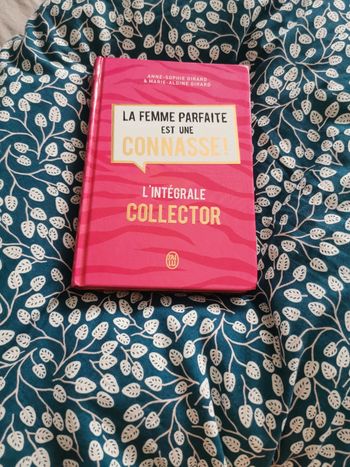 ANNE-SOPHIE GIRARD
& MARIE-ALDINE GIRARD
LA FEMME PARFAITE
EST UNE
CONNASSE!
L'INTÉGRALE
COLLECTOR
J'AI
LU